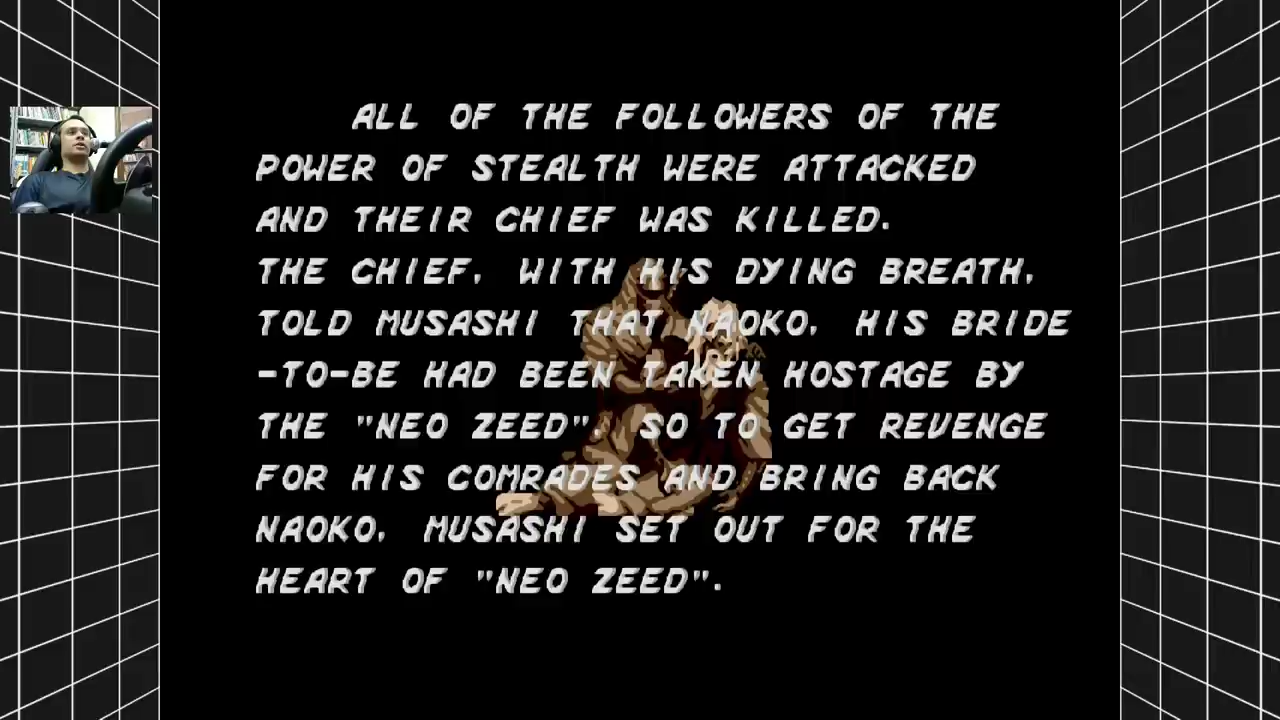 ALL OF THE FOLLOWERS OF THE
POWER OF STEALTH WERE ATTACKED
AND THEIR CHIEF WAS KILLED.
THE CHIEF, WITH HIS DYING BREATH,
TOLD MUSASHI THAT NAOKO, HIS BRIDE
-TO-BE HAD BEEN TAKEN HOSTAGE BY
THE "NEO ZEED". SO TO GET REVENGE
FOR HIS COMRADES AND BRING BACK
NAOKO, MUSASHI SET OUT FOR THE
HEART OF "NEO ZEED".